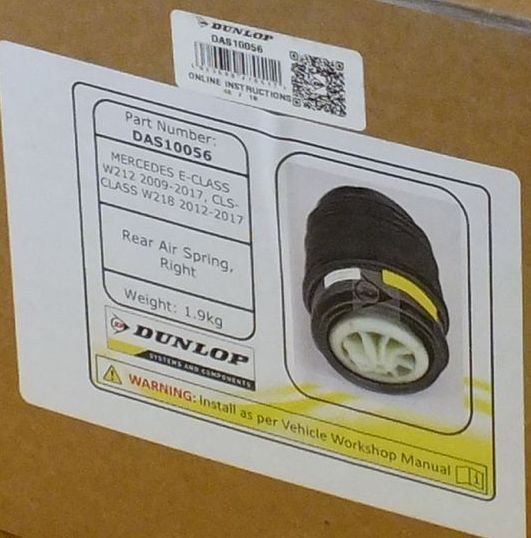 DUNLOP
DAS10056
ONLINE INSTRUCTIONS
Part Number:
DAS10056
MERCEDES E-CLASS
W212 2009-2017, CLS-
CLASS W218 2012-2017
Rear Air Spring,
Right
Weight: 1.9kg
DUNLOP
SYSTEMS AND COMPONENTS
WARNING: Install as per Vehicle Workshop Manual